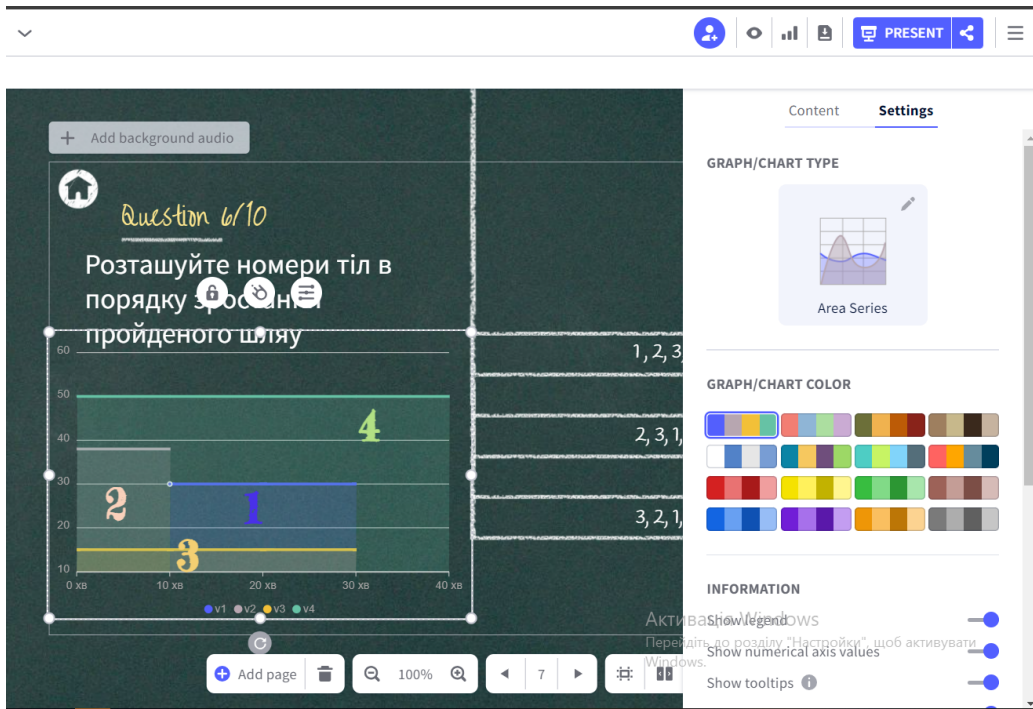 PRESENT
Content Settings
+ Add background audio
GRAPH/CHART TYPE
Question 6/10
Розташуйте номери тіл в
порядку
пройденого шляу
Area Series
60
50
40
30
20
10
4
2
1
3
0 хв 10 хв 20 хв 30 хв 40 хв
v1 v2 v3 v4
1, 2, 3,
2, 3, 1,
3, 2, 1,
GRAPH/CHART COLOR
INFORMATION
Show legend
Show numerical axis values
Show tooltips
Активація Windows
Перейдіть до розділу "Настройки", щоб активувати
Windows.
Add page 100% 7